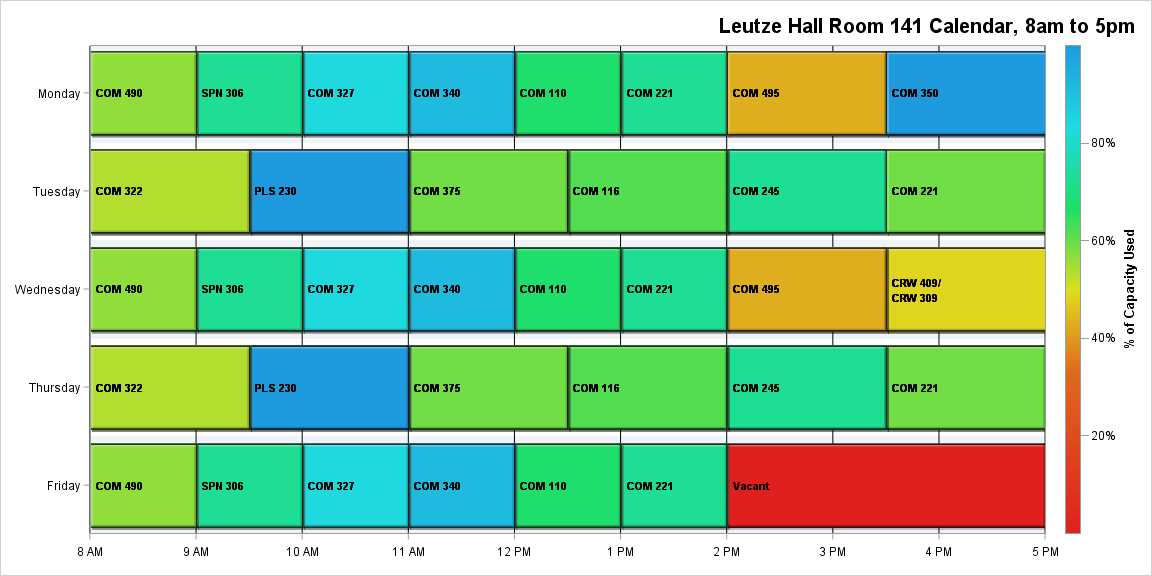 Leutze Hall Room 141 Calendar, 8am to 5pm
Monday
COM 490
SPN 306
COM 327
COM 340
COM 110
COM 221
COM 495
COM 350
Tuesday
COM 322
PLS 230
COM 375
COM 116
COM 245
COM 221
Wednesday
COM 490
SPN 306
COM 327
COM 340
COM 110
COM 221
COM 495
CRW 409/
CRW 309
Thursday
COM 322
PLS 230
COM 375
COM 116
COM 245
COM 221
Friday
COM 490
SPN 306
COM 327
COM 340
COM 110
COM 221
Vacant
8 AM
9 AM
10 AM
11 AM
12 PM
1 PM
2 PM
3 PM
4 PM
5 PM
80%
60%
40%
20%
% of Capacity Used